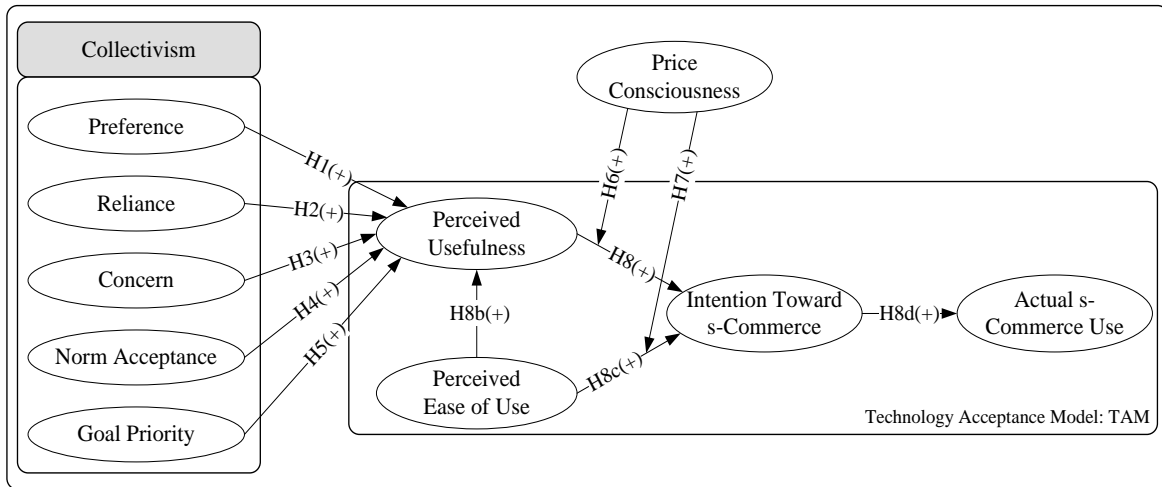 Collectivism
Price
Consciousness
Preference
H1(+)
H6(+)
H7(+)
Reliance
H2(+)
Perceived
Usefulness
H3(+)
H8(+)
Concern
H4(+)
Intention Toward
s-Commerce
H8d(+)
Actual s-
Commerce Use
H8b(+)
Norm Acceptance
H5(+)
H8c(+)
Perceived
Ease of Use
Goal Priority
Technology Acceptance Model: TAM